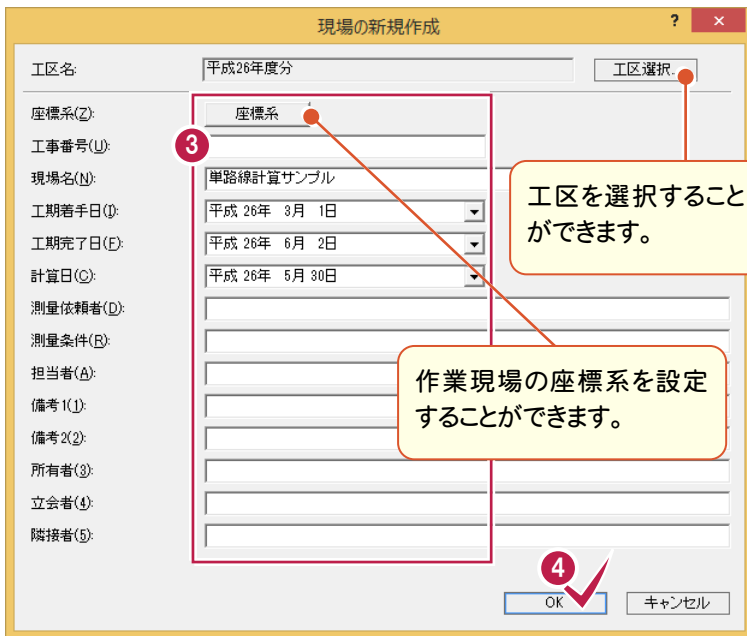 現場の新規作成
? ×
工区名: 平成26年度分 工区選択...
座標系(Z): 座標系
3
工事番号(U):
現場名(N): 単路線計算サンプル
工区を選択すること
ができます。
工期着手日(I): 平成 26年 3月 1日
工期完了日(F): 平成 26年 6月 2日
計算日(C): 平成 26年 5月 30日
測量依頼者(D):
測量条件(R):
担当者(A):
作業現場の座標系を設定
することができます。
備考1(1):
備考2(2):
所有者(3):
立会者(4):
隣接者(5):
4
OK キャンセル